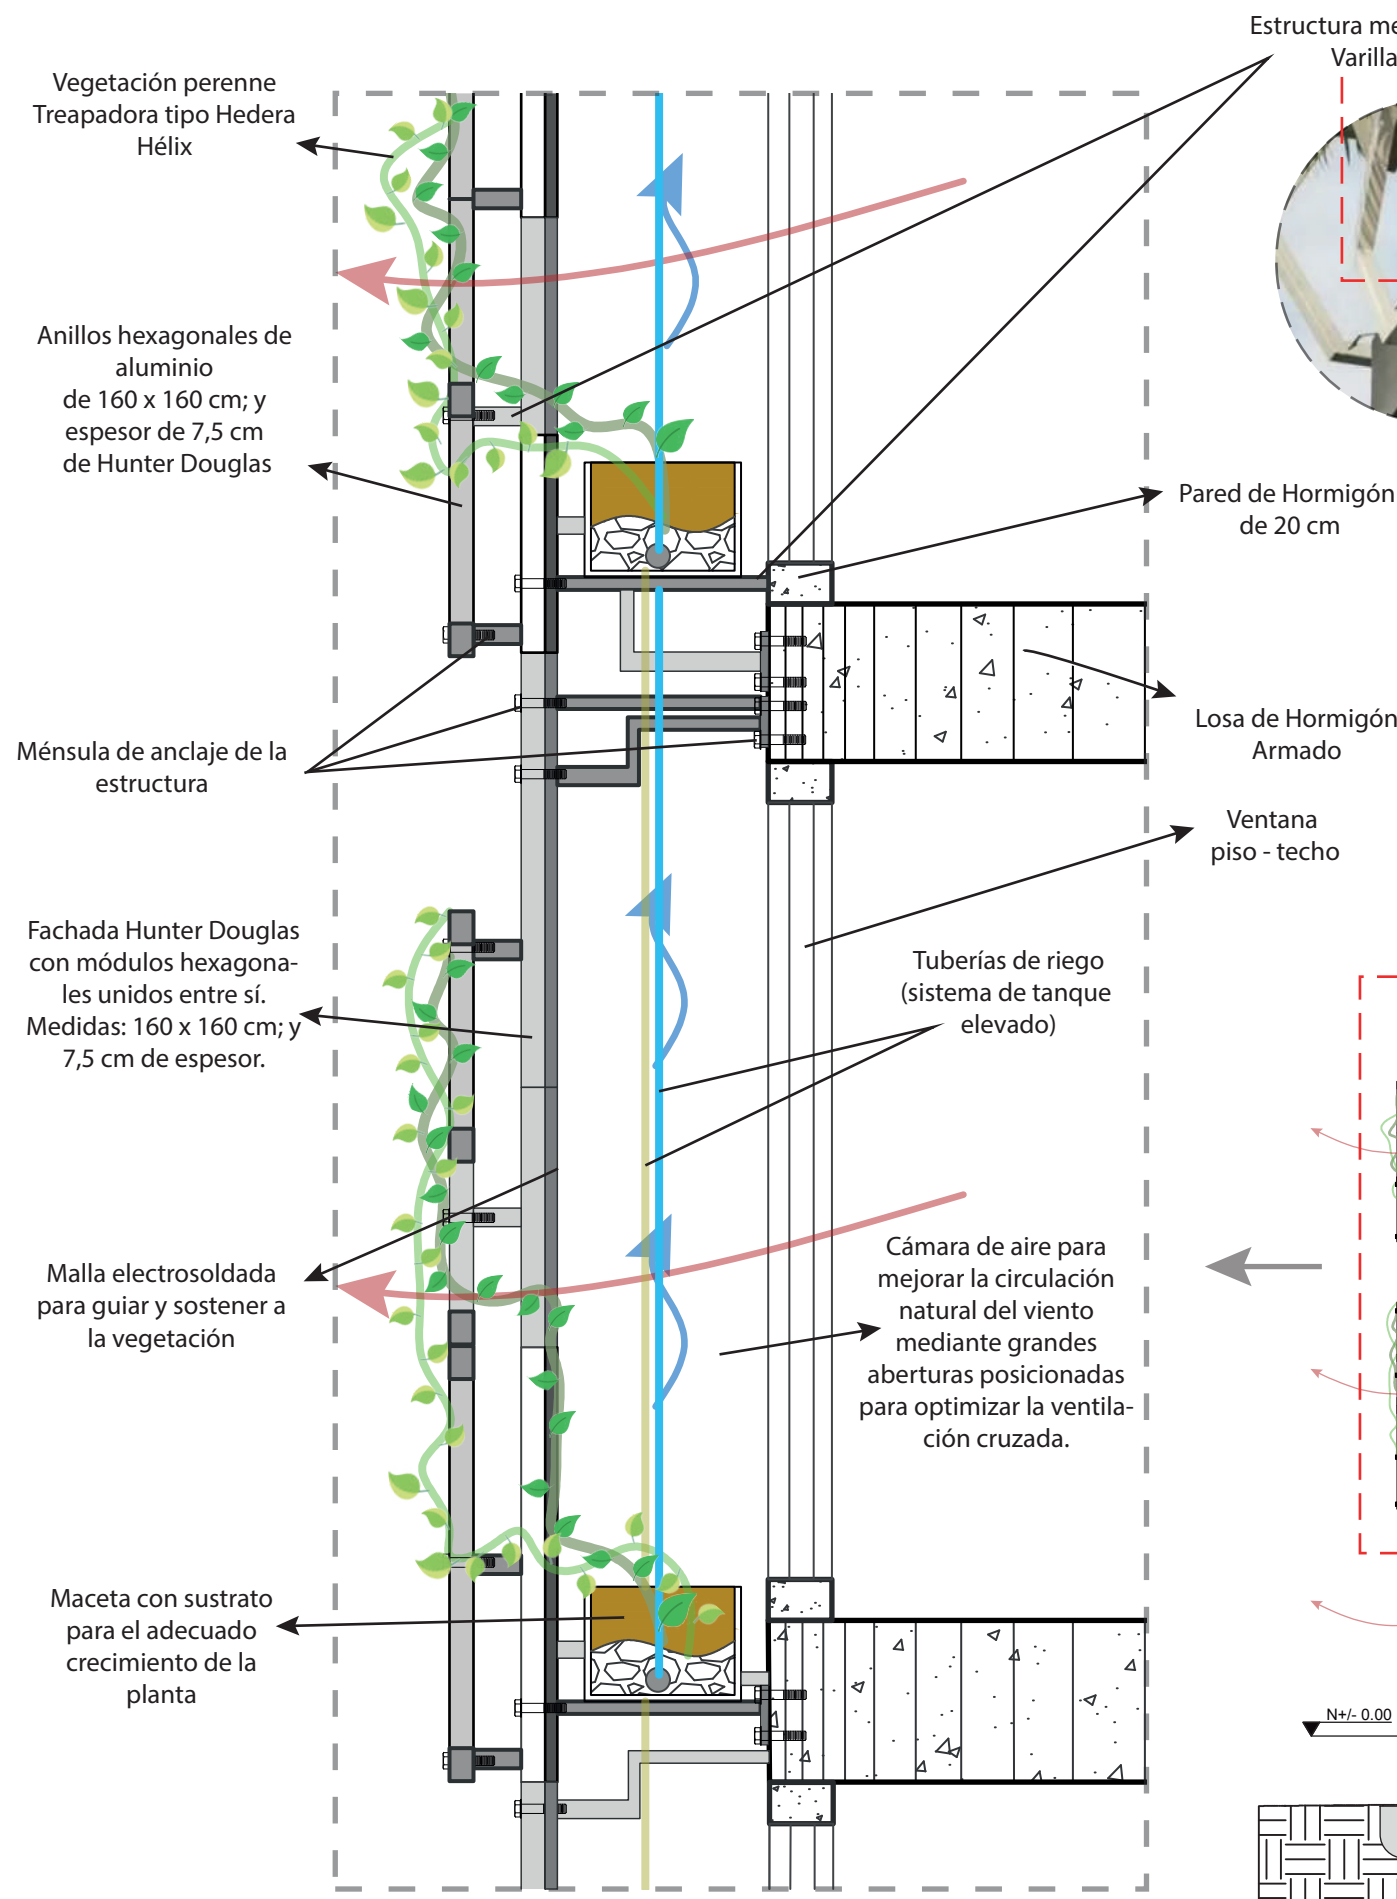 Estructura me
Varilla
Vegetación perenne
Treapadora tipo Hedera
Hélix
Anillos hexagonales de
aluminio
de 160 x 160 cm; y
espesor de 7,5 cm
de Hunter Douglas
Pared de Hormigón
de 20 cm
Losa de Hormigón
Armado
Ménsula de anclaje de la
estructura
Ventana
piso - techo
Fachada Hunter Douglas
con módulos hexagona-
les unidos entre sí.
Medidas: 160 x 160 cm; y
7,5 cm de espesor.
Tuberías de riego
(sistema de tanque
elevado)
Malla electrosoldada
para guiar y sostener a
la vegetación
Cámara de aire para
mejorar la circulación
natural del viento
mediante grandes
aberturas posicionadas
para optimizar la ventila-
ción cruzada.
Maceta con sustrato
para el adecuado
crecimiento de la
planta
N+/- 0.00